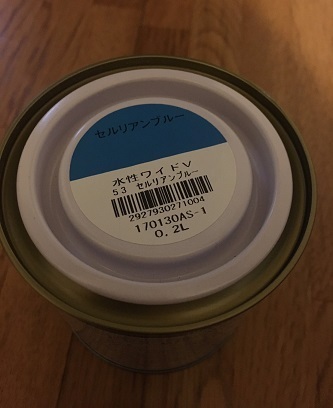 セルリアンブルー
水性ワイドV
53 セルリアンブルー
2927930271004
170130AS-1
0.2L